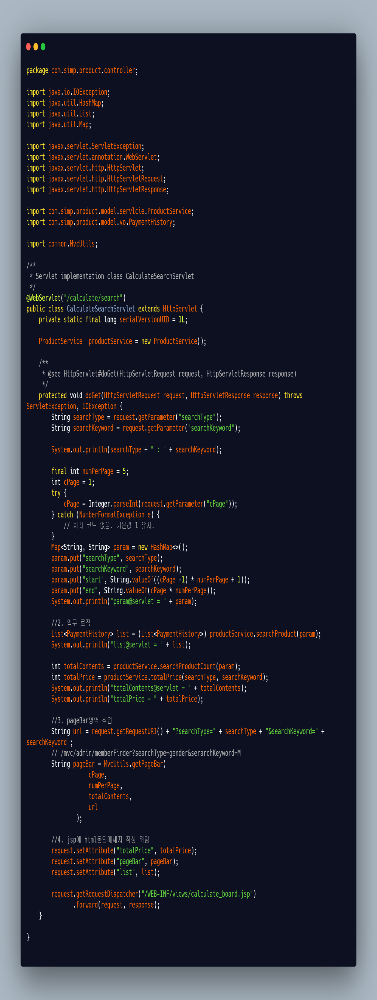 package com.simp.product.controller;

import java.io.IOException;
import java.util.HashMap;
import java.util.List;
import java.util.Map;

import javax.servlet.ServletException;
import javax.servlet.annotation.WebServlet;
import javax.servlet.http.HttpServlet;
import javax.servlet.http.HttpServletRequest;
import javax.servlet.http.HttpServletResponse;

import com.simp.product.model.servlcie.ProductService;
import com.simp.product.model.vo.PaymentHistory;

import common.MvcUtils;

/**
 * Servlet implementation class CalculateSearchServlet
 */
@WebServlet("/calculate/search")
public class CalculateSearchServlet extends HttpServlet {
    private static final long serialVersionUID = 1L;

    ProductService  productService = new ProductService();

    /**
     * @see HttpServlet#doGet(HttpServletRequest request, HttpServletResponse response)
     */
    protected void doGet(HttpServletRequest request, HttpServletResponse response) throws
ServletException, IOException {
        String searchType = request.getParameter("searchType");
        String searchKeyword = request.getParameter("searchKeyword");

        System.out.println(searchType + " : " + searchKeyword);

        final int numPerPage = 5;
        int cPage = 1;
        try {
            cPage = Integer.parseInt(request.getParameter("cPage"));
        } catch (NumberFormatException e) {
            // 처리 코드 없음. 기본값 1 유지.
        }
        Map<String, String> param = new HashMap<>();
        param.put("searchType", searchType);
        param.put("searchKeyword", searchKeyword);
        param.put("start", String.valueOf((cPage -1) * numPerPage + 1));
        param.put("end", String.valueOf(cPage * numPerPage));
        System.out.println("param@servlet = " + param);

        //2. 업무 로직
        List<PaymentHistory> list = (List<PaymentHistory>) productService.searchProduct(param);
        System.out.println("list@servlet = " + list);

        int totalContents = productService.searchProductCount(param);
        int totalPrice = productService.totalPrice(searchType, searchKeyword);
        System.out.println("totalContents@servlet = " + totalContents);
        System.out.println("totalPrice = " + totalPrice);

        //3. pageBar영역 작업
        String url = request.getRequestURI() + "?searchType=" + searchType + "&searchKeyword=" +
searchKeyword ;
        // /mvc/admin/memberFinder?searchType=gender&serarchKeyword=M
        String pageBar = MvcUtils.getPageBar(
                    cPage,
                    numPerPage,
                    totalContents,
                    url
                );

        //4. jsp에 html응답메세지 작성 위임
        request.setAttribute("totalPrice", totalPrice);
        request.setAttribute("pageBar", pageBar);
        request.setAttribute("list", list);

        request.getRequestDispatcher("/WEB-INF/views/calculate_board.jsp")
               .forward(request, response);
    }

}